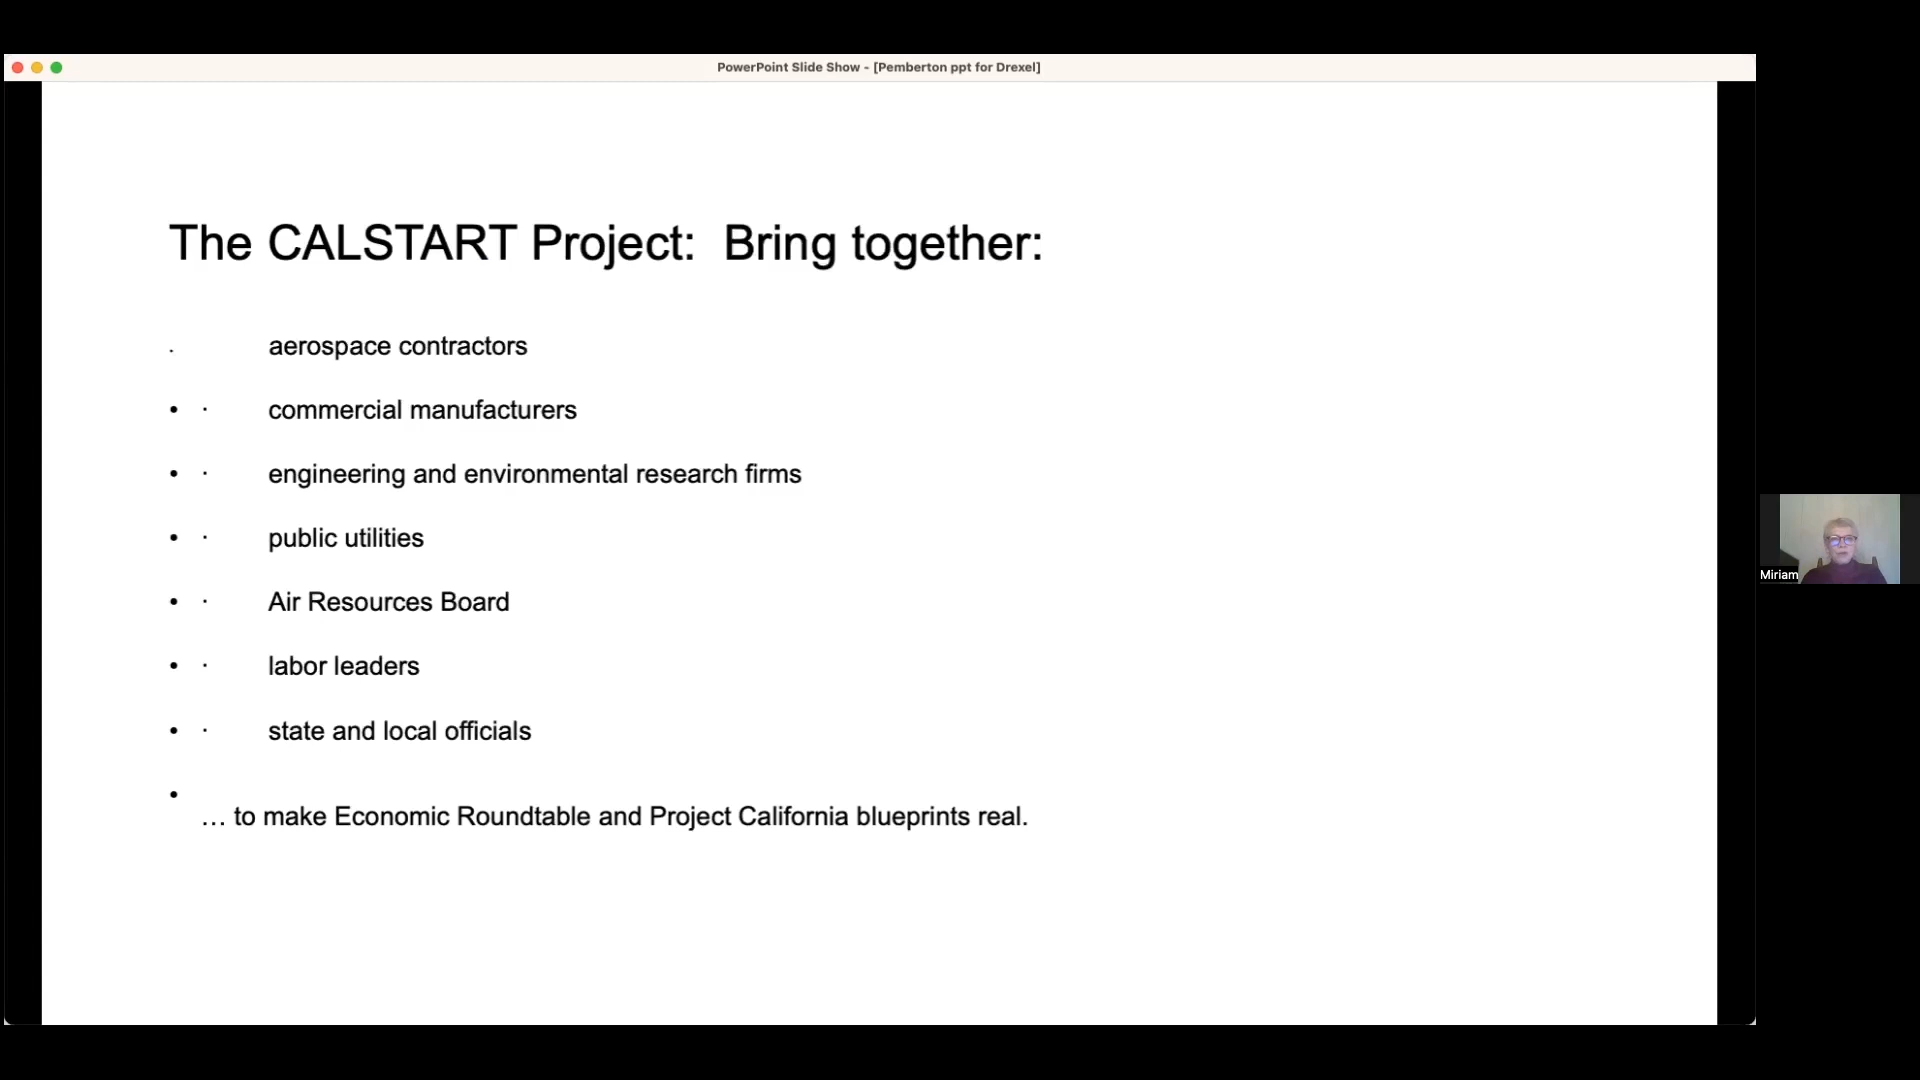 PowerPoint Slide Show - [Pemberton ppt for Drexel]
The CALSTART Project:  Bring together:
· aerospace contractors
• · commercial manufacturers
• · engineering and environmental research firms
• · public utilities
• · Air Resources Board
• · labor leaders
• · state and local officials
•
… to make Economic Roundtable and Project California blueprints real.
Miriam